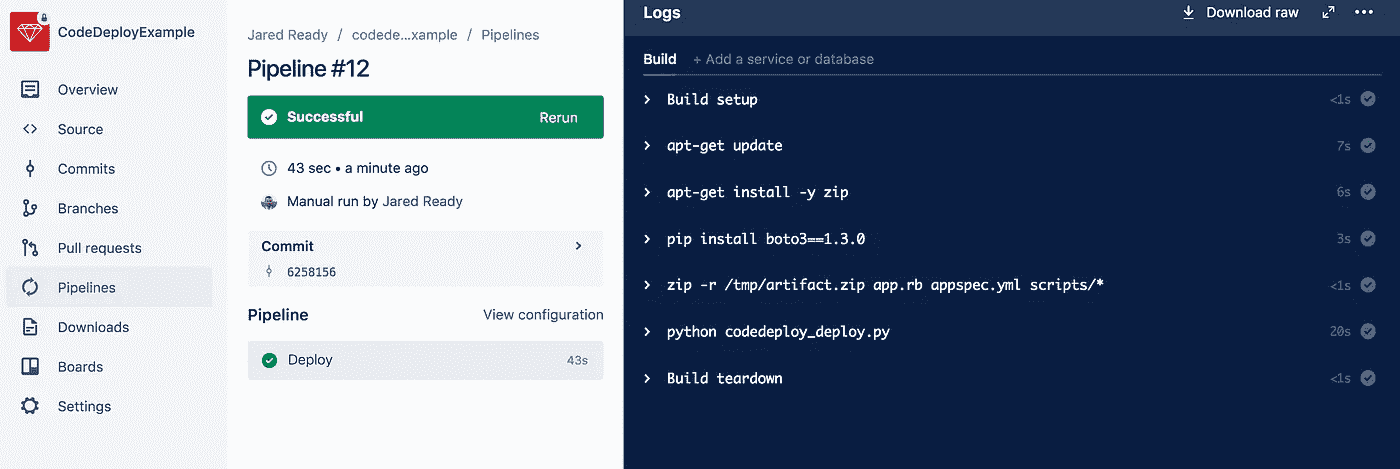 CodeDeployExample
Overview
Source
Commits
Branches
Pull requests
Pipelines
Downloads
Boards
Settings
Jared Ready / codede...xample / Pipelines
Pipeline #12
Successful Rerun
43 sec • a minute ago
Manual run by Jared Ready
Commit
6258156
Pipeline View configuration
Deploy 43s
Logs Download raw
Build + Add a service or database
Build setup <1s
apt-get update 7s
apt-get install -y zip 6s
pip install boto3==1.3.0 3s
zip -r /tmp/artifact.zip app.rb appspec.yml scripts/* <1s
python codedeploy_deploy.py 20s
Build teardown <1s